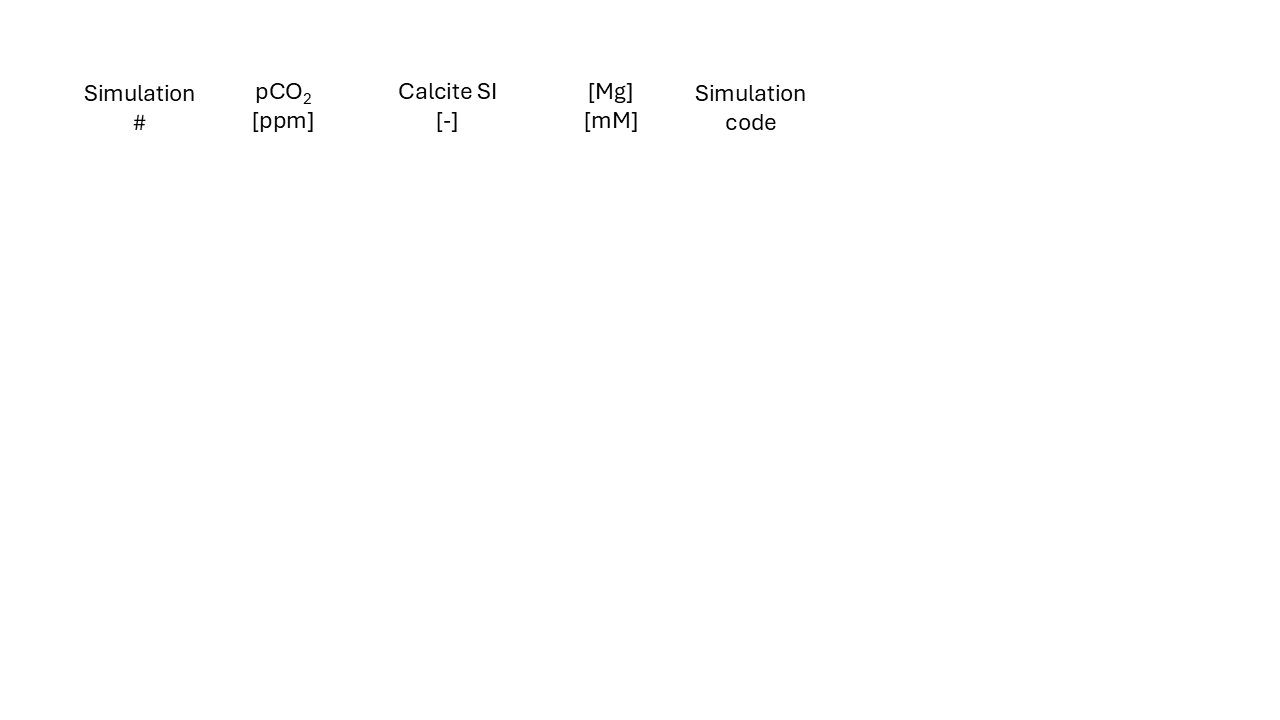 Simulation #
pCO₂ [ppm]
Calcite SI [-]
[Mg] [mM]
Simulation code